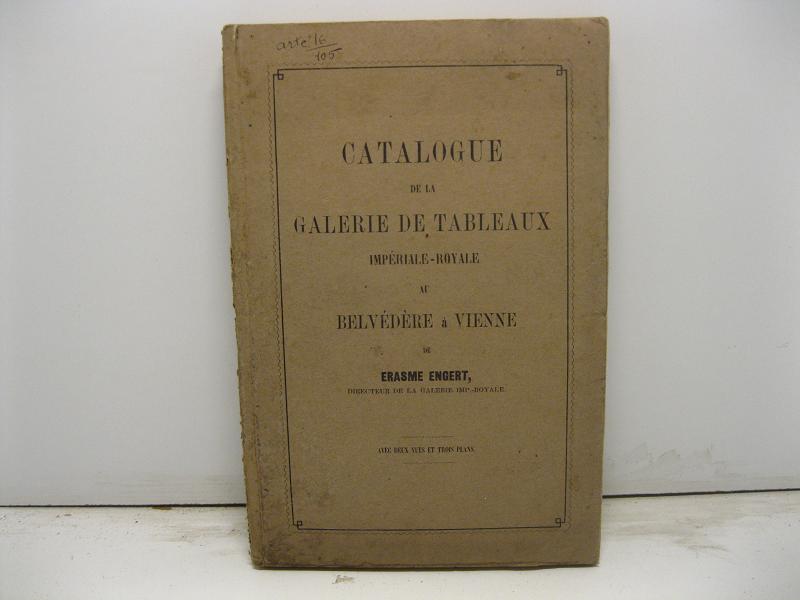 arte 16
105
CATALOGUE
DE LA
GALERIE DE TABLEAUX
IMPÉRIALE-ROYALE
AU
BELVÉDÈRE à VIENNE
DE
ERASME ENGERT,
DIRECTEUR DE LA GALERIE IMP.-ROYALE
AVEC DEUX VUES ET TROIS PLANS.